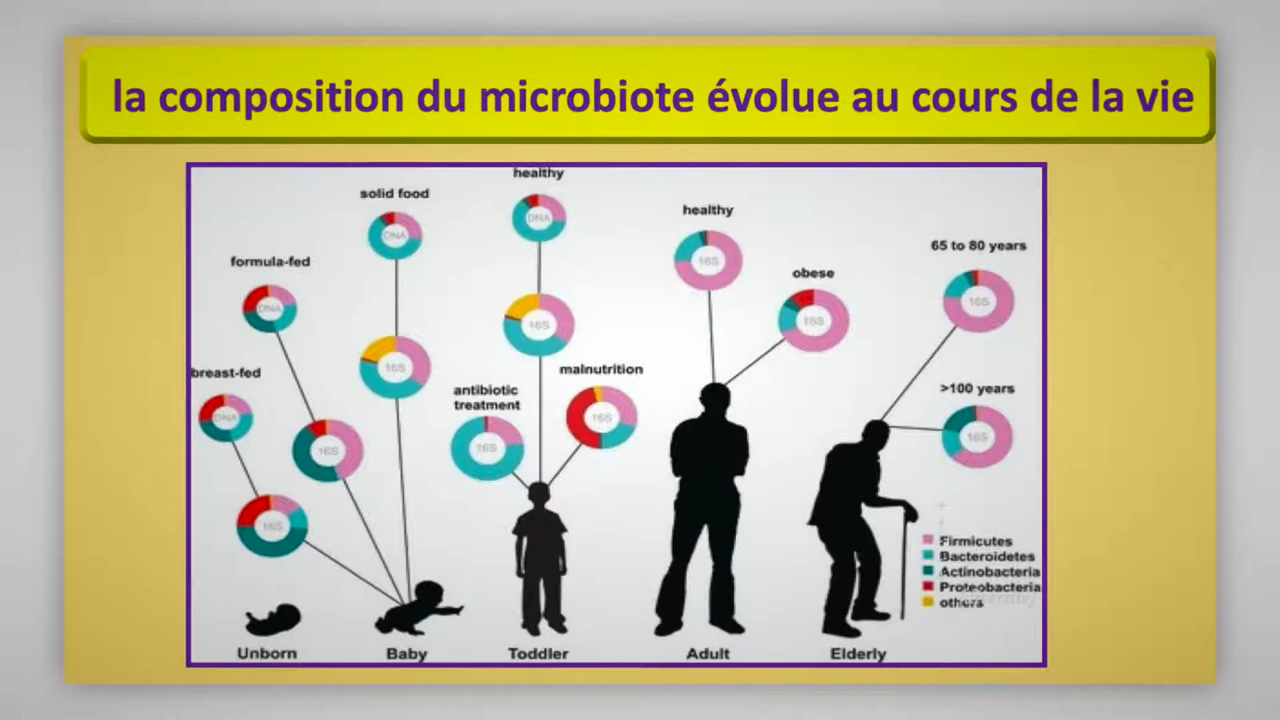 la composition du microbiote évolue au cours de la vie
healthy
solid food
DNA
DNA
healthy
formula-fed
65 to 80 years
16S
obese
DNA
16S
16S
16S
breast-fed
16S
malnutrition
antibiotic
treatment
>100 years
DNA
16S
16S
16S
16S
16S
16S
Firmicutes
Bacteroidetes
Actinobacteria
Proteobacteria
others
Unborn
Baby
Toddler
Adult
Elderly